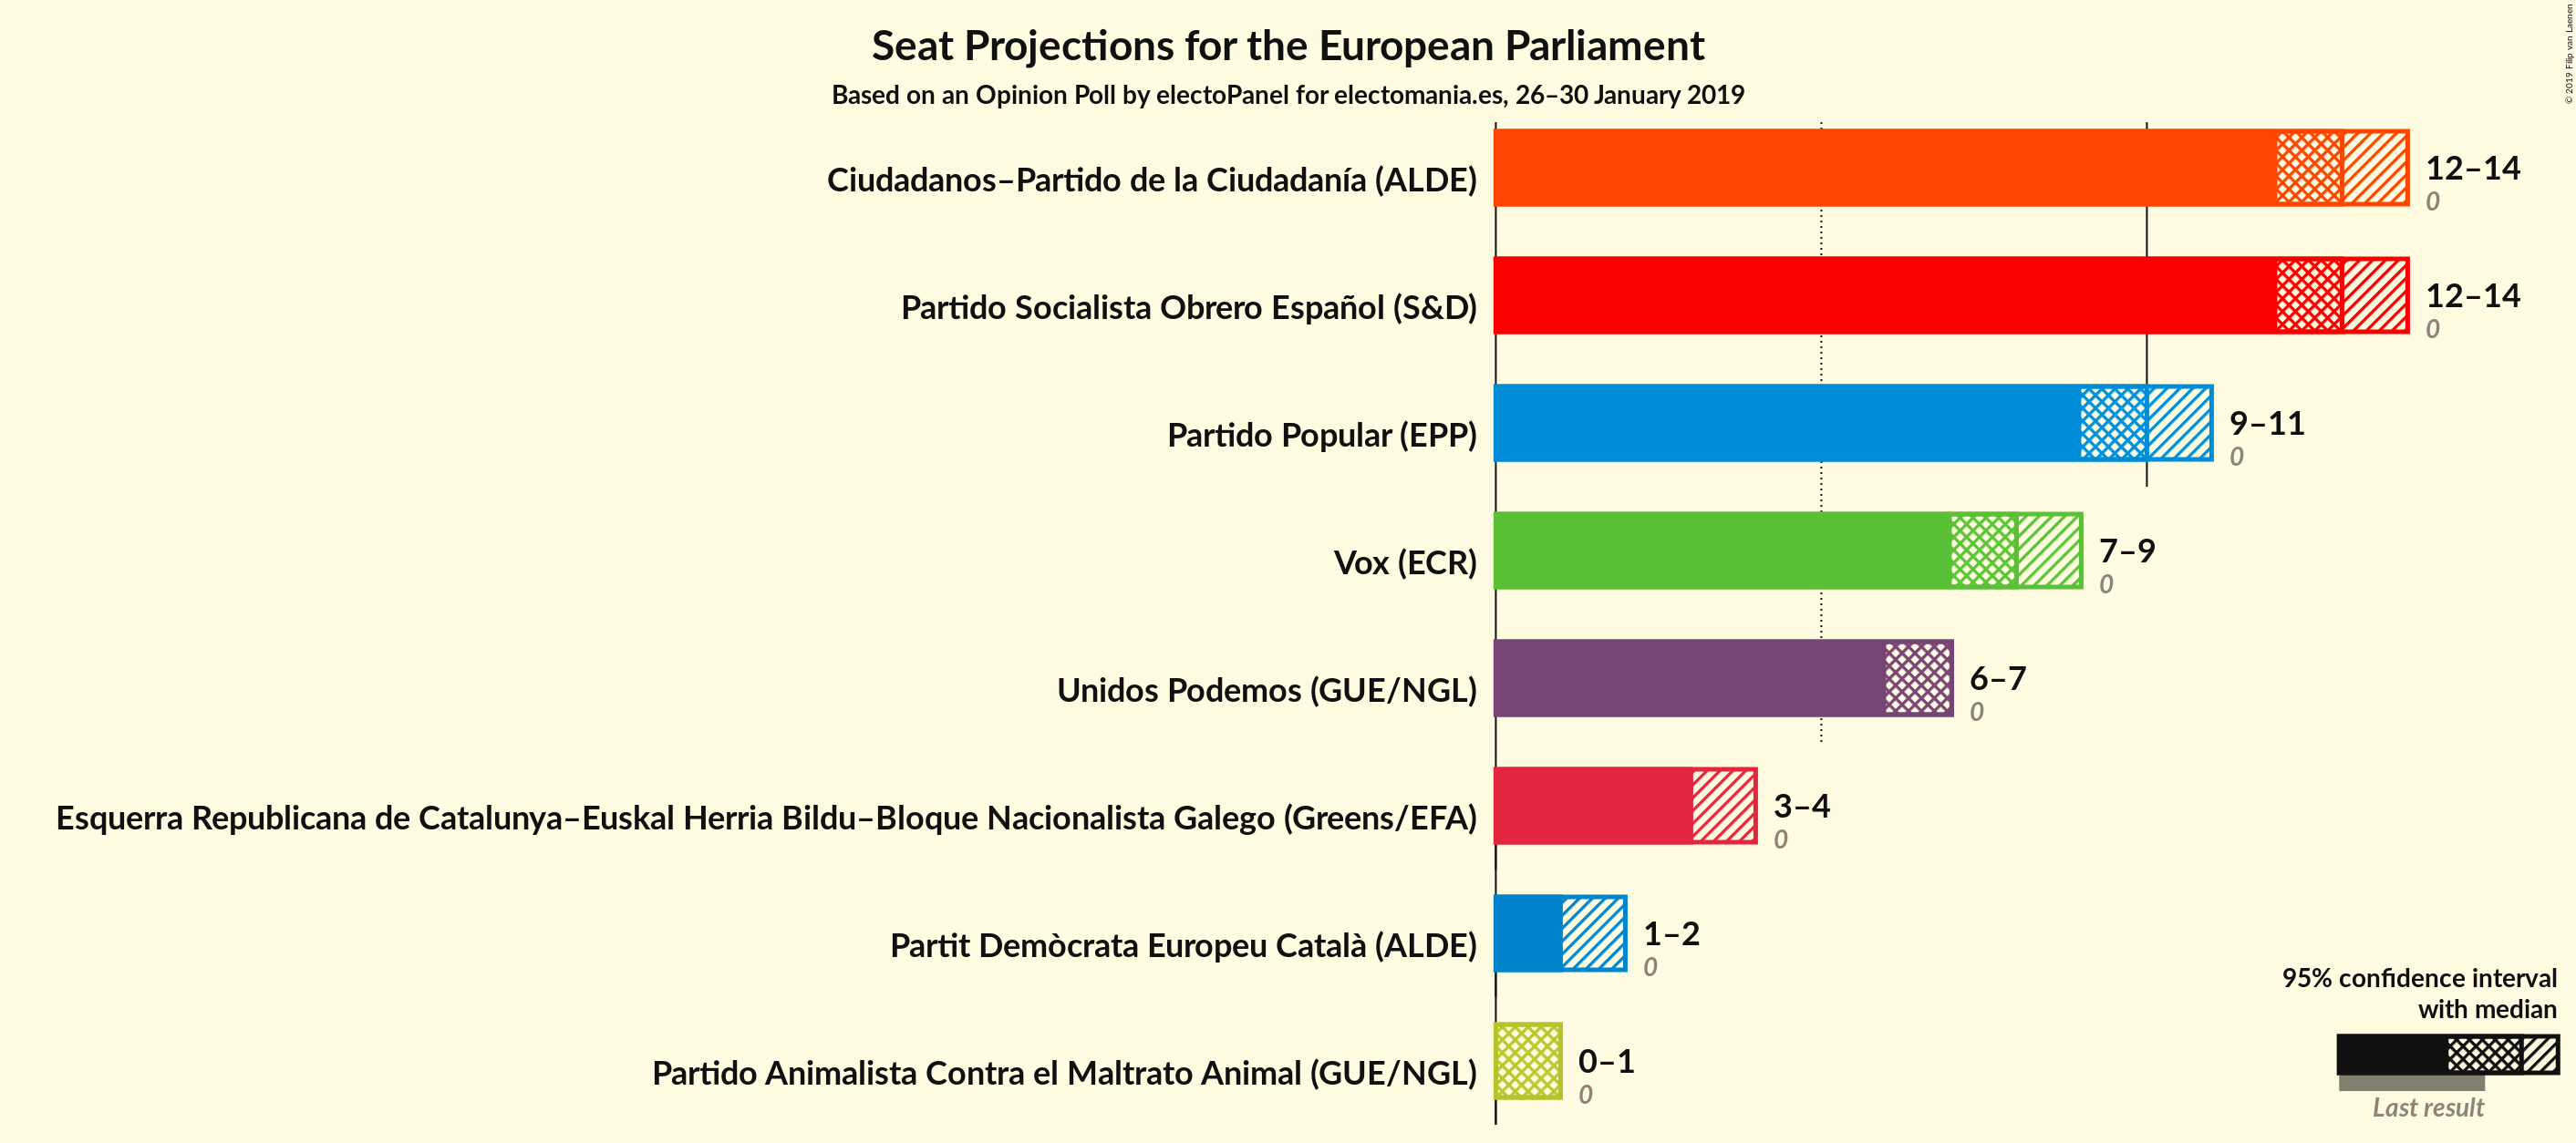 Seat Projections for the European Parliament
Based on an Opinion Poll by electoPanel for electomania.es, 26–30 January 2019
© 2019 Filip van Laenen
Ciudadanos–Partido de la Ciudadanía (ALDE)
12–14
0
Partido Socialista Obrero Español (S&D)
12–14
0
Partido Popular (EPP)
9–11
0
Vox (ECR)
7–9
0
Unidos Podemos (GUE/NGL)
6–7
0
Esquerra Republicana de Catalunya–Euskal Herria Bildu–Bloque Nacionalista Galego (Greens/EFA)
3–4
0
Partit Demòcrata Europeu Català (ALDE)
1–2
0
Partido Animalista Contra el Maltrato Animal (GUE/NGL)
0–1
0
95% confidence interval
with median
Last result